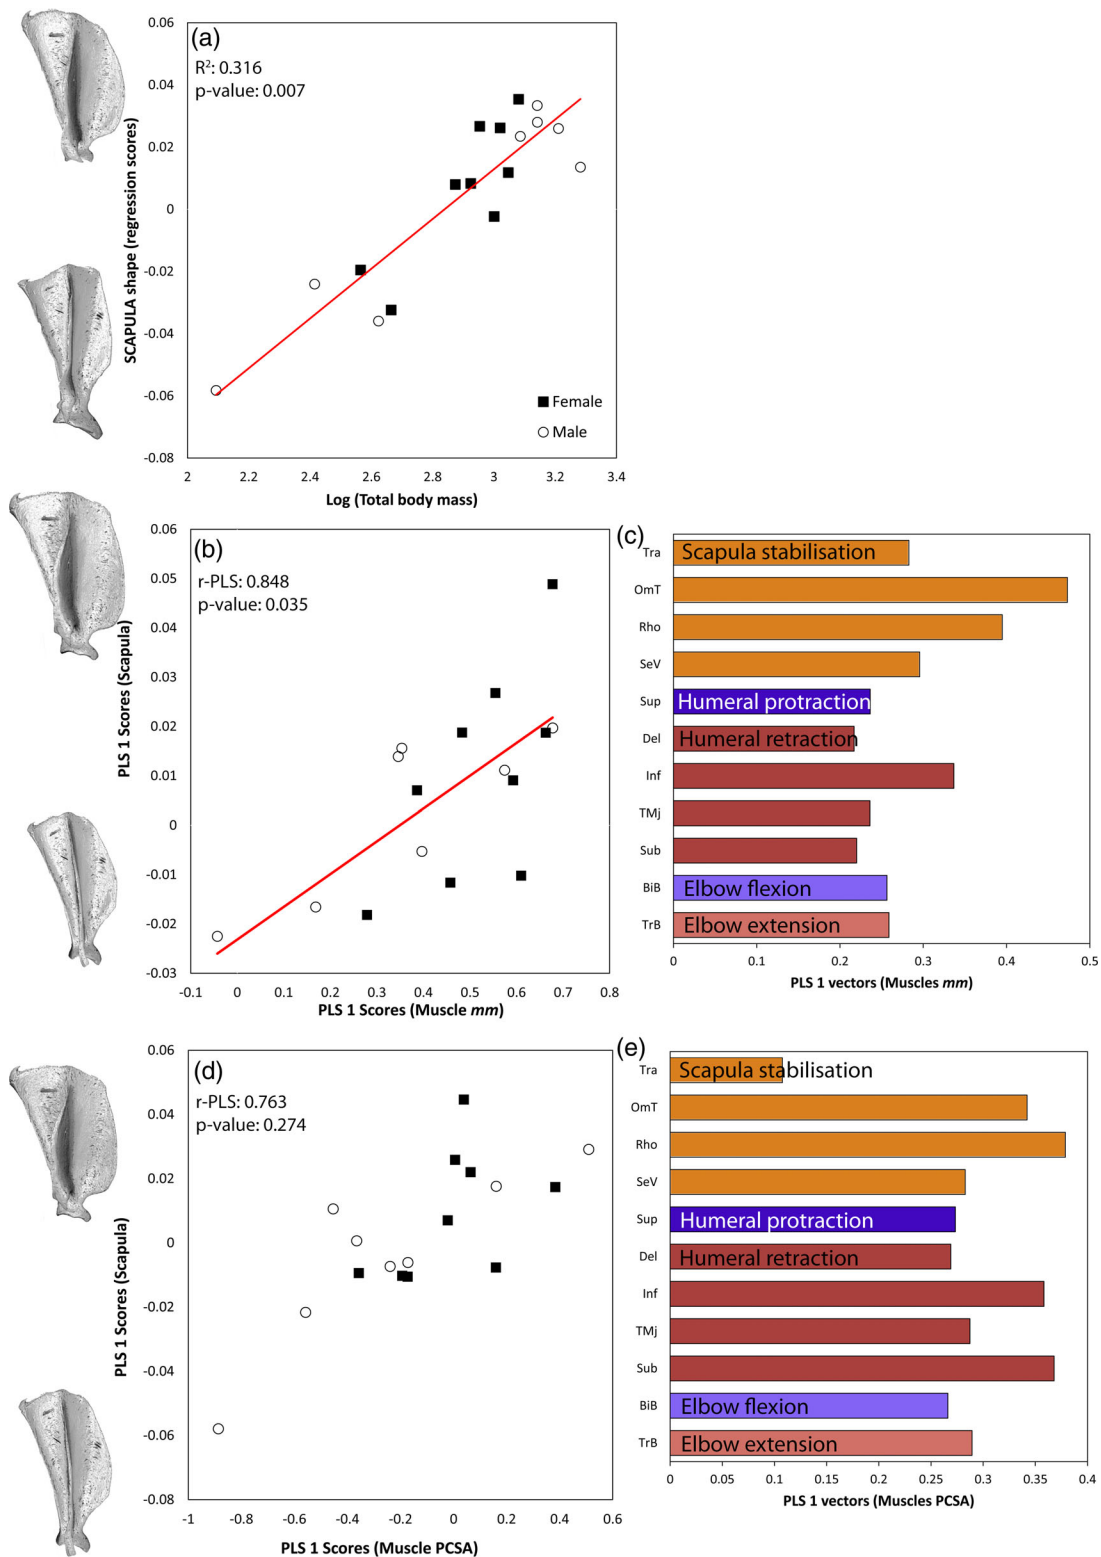 (a)
R²: 0.316
p-value: 0.007
0.06
0.04
0.02
0
-0.02
-0.04
-0.06
-0.08
SCAPULA shape (regression scores)
Female
Male
2 2.2 2.4 2.6 2.8 3 3.2 3.4
Log (Total body mass)
(b)
r-PLS: 0.848
p-value: 0.035
0.06
0.05
0.04
0.03
0.02
0.01
0
-0.01
-0.02
-0.03
PLS 1 Scores (Scapula)
-0.1 0 0.1 0.2 0.3 0.4 0.5 0.6 0.7 0.8
PLS 1 Scores (Muscle mm)
(c)
Tra Scapula stabilisation
OmT
Rho
SeV
Sup Humeral protraction
Del Humeral retraction
Inf
TMj
Sub
BiB Elbow flexion
TrB Elbow extension
0 0.1 0.2 0.3 0.4 0.5
PLS 1 vectors (Muscles mm)
(d)
r-PLS: 0.763
p-value: 0.274
0.06
0.04
0.02
0
-0.02
-0.04
-0.06
-0.08
PLS 1 Scores (Scapula)
-1 -0.8 -0.6 -0.4 -0.2 0 0.2 0.4 0.6
PLS 1 Scores (Muscle PCSA)
(e)
Tra Scapula stabilisation
OmT
Rho
SeV
Sup Humeral protraction
Del Humeral retraction
Inf
TMj
Sub
BiB Elbow flexion
TrB Elbow extension
0 0.05 0.1 0.15 0.2 0.25 0.3 0.35 0.4
PLS 1 vectors (Muscles PCSA)